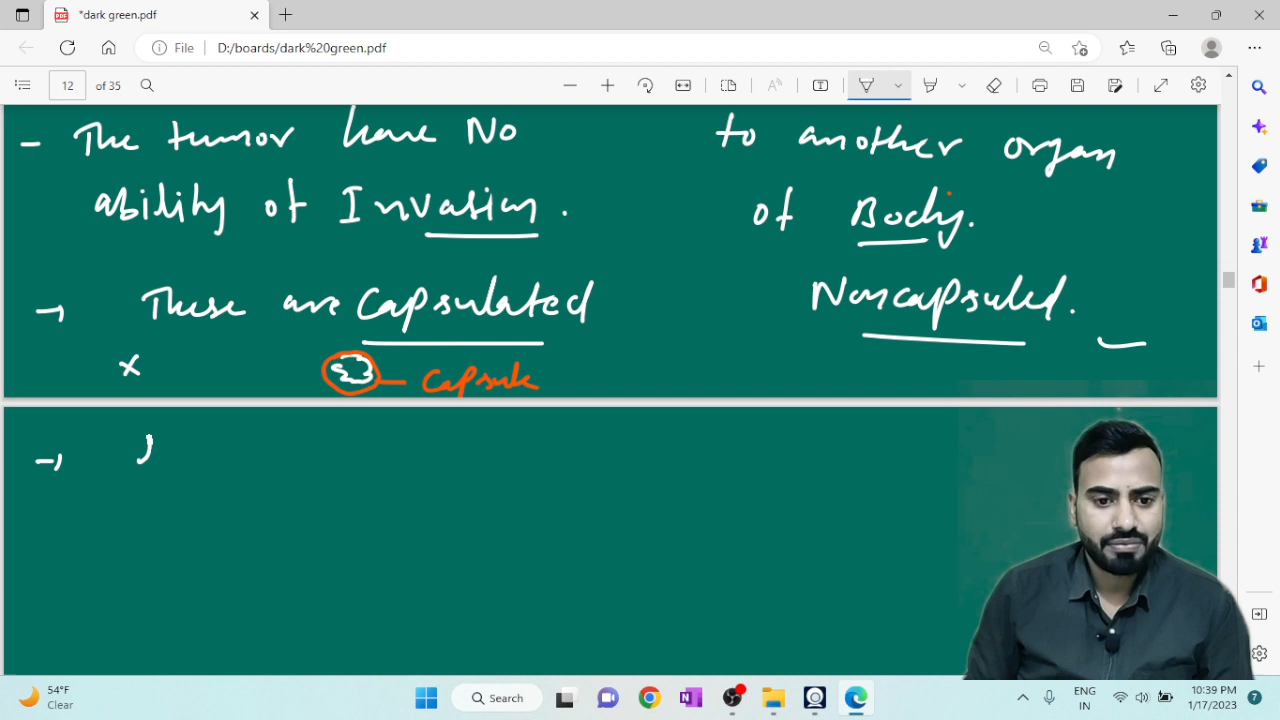 *dark green.pdf
File D:/boards/dark%20green.pdf
12 of 35
- The tumor have No
ability of Invasion.
to another organ
of Body.
→ These are Capsulated
Noncapsuled.
x
Capsule
→
54°F
Clear
Search
ENG
IN
10:39 PM
1/17/2023
7